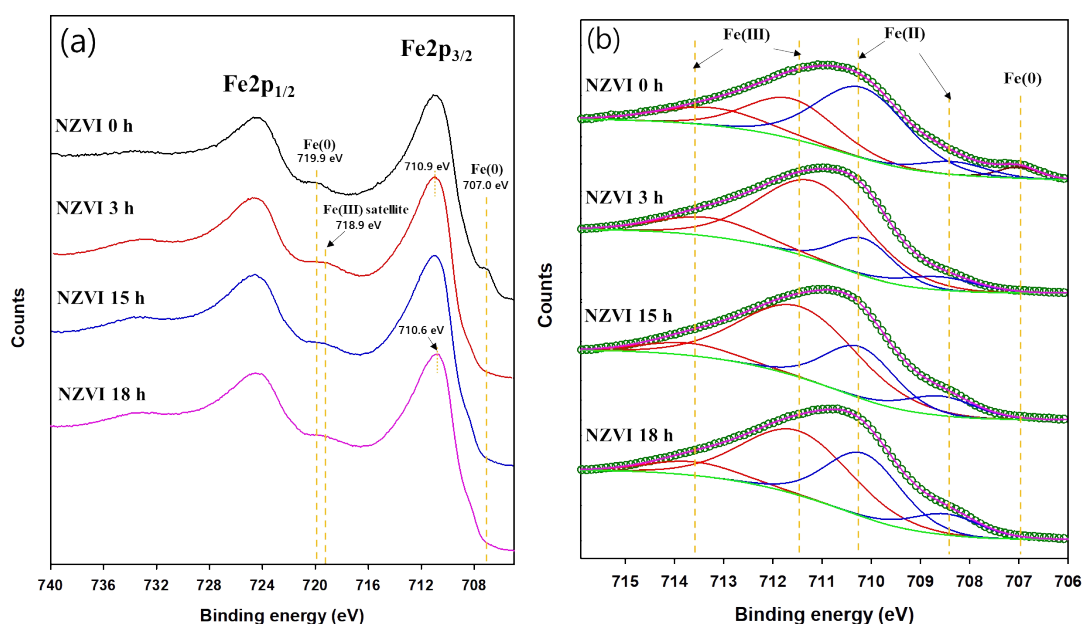 (a)
Fe2p3/2
Fe2p1/2
NZVI 0 h
Fe(0)
719.9 eV
710.9 eV
Fe(0)
707.0 eV
NZVI 3 h
Fe(III) satellite
718.9 eV
NZVI 15 h
710.6 eV
NZVI 18 h
Counts
740
736
732
728
724
720
716
712
708
Binding energy (eV)
(b)
Fe(III)
Fe(II)
Fe(0)
NZVI 0 h
NZVI 3 h
NZVI 15 h
NZVI 18 h
Counts
715
714
713
712
711
710
709
708
707
706
Binding energy (eV)